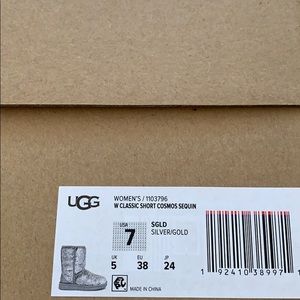 UGG
WOMEN'S / 1103796
W CLASSIC SHORT COSMOS SEQUIN
USA
7
SGLD
SILVER/GOLD
UK EU JP
5 38 24
MADE IN CHINA
1 92410 38997 1